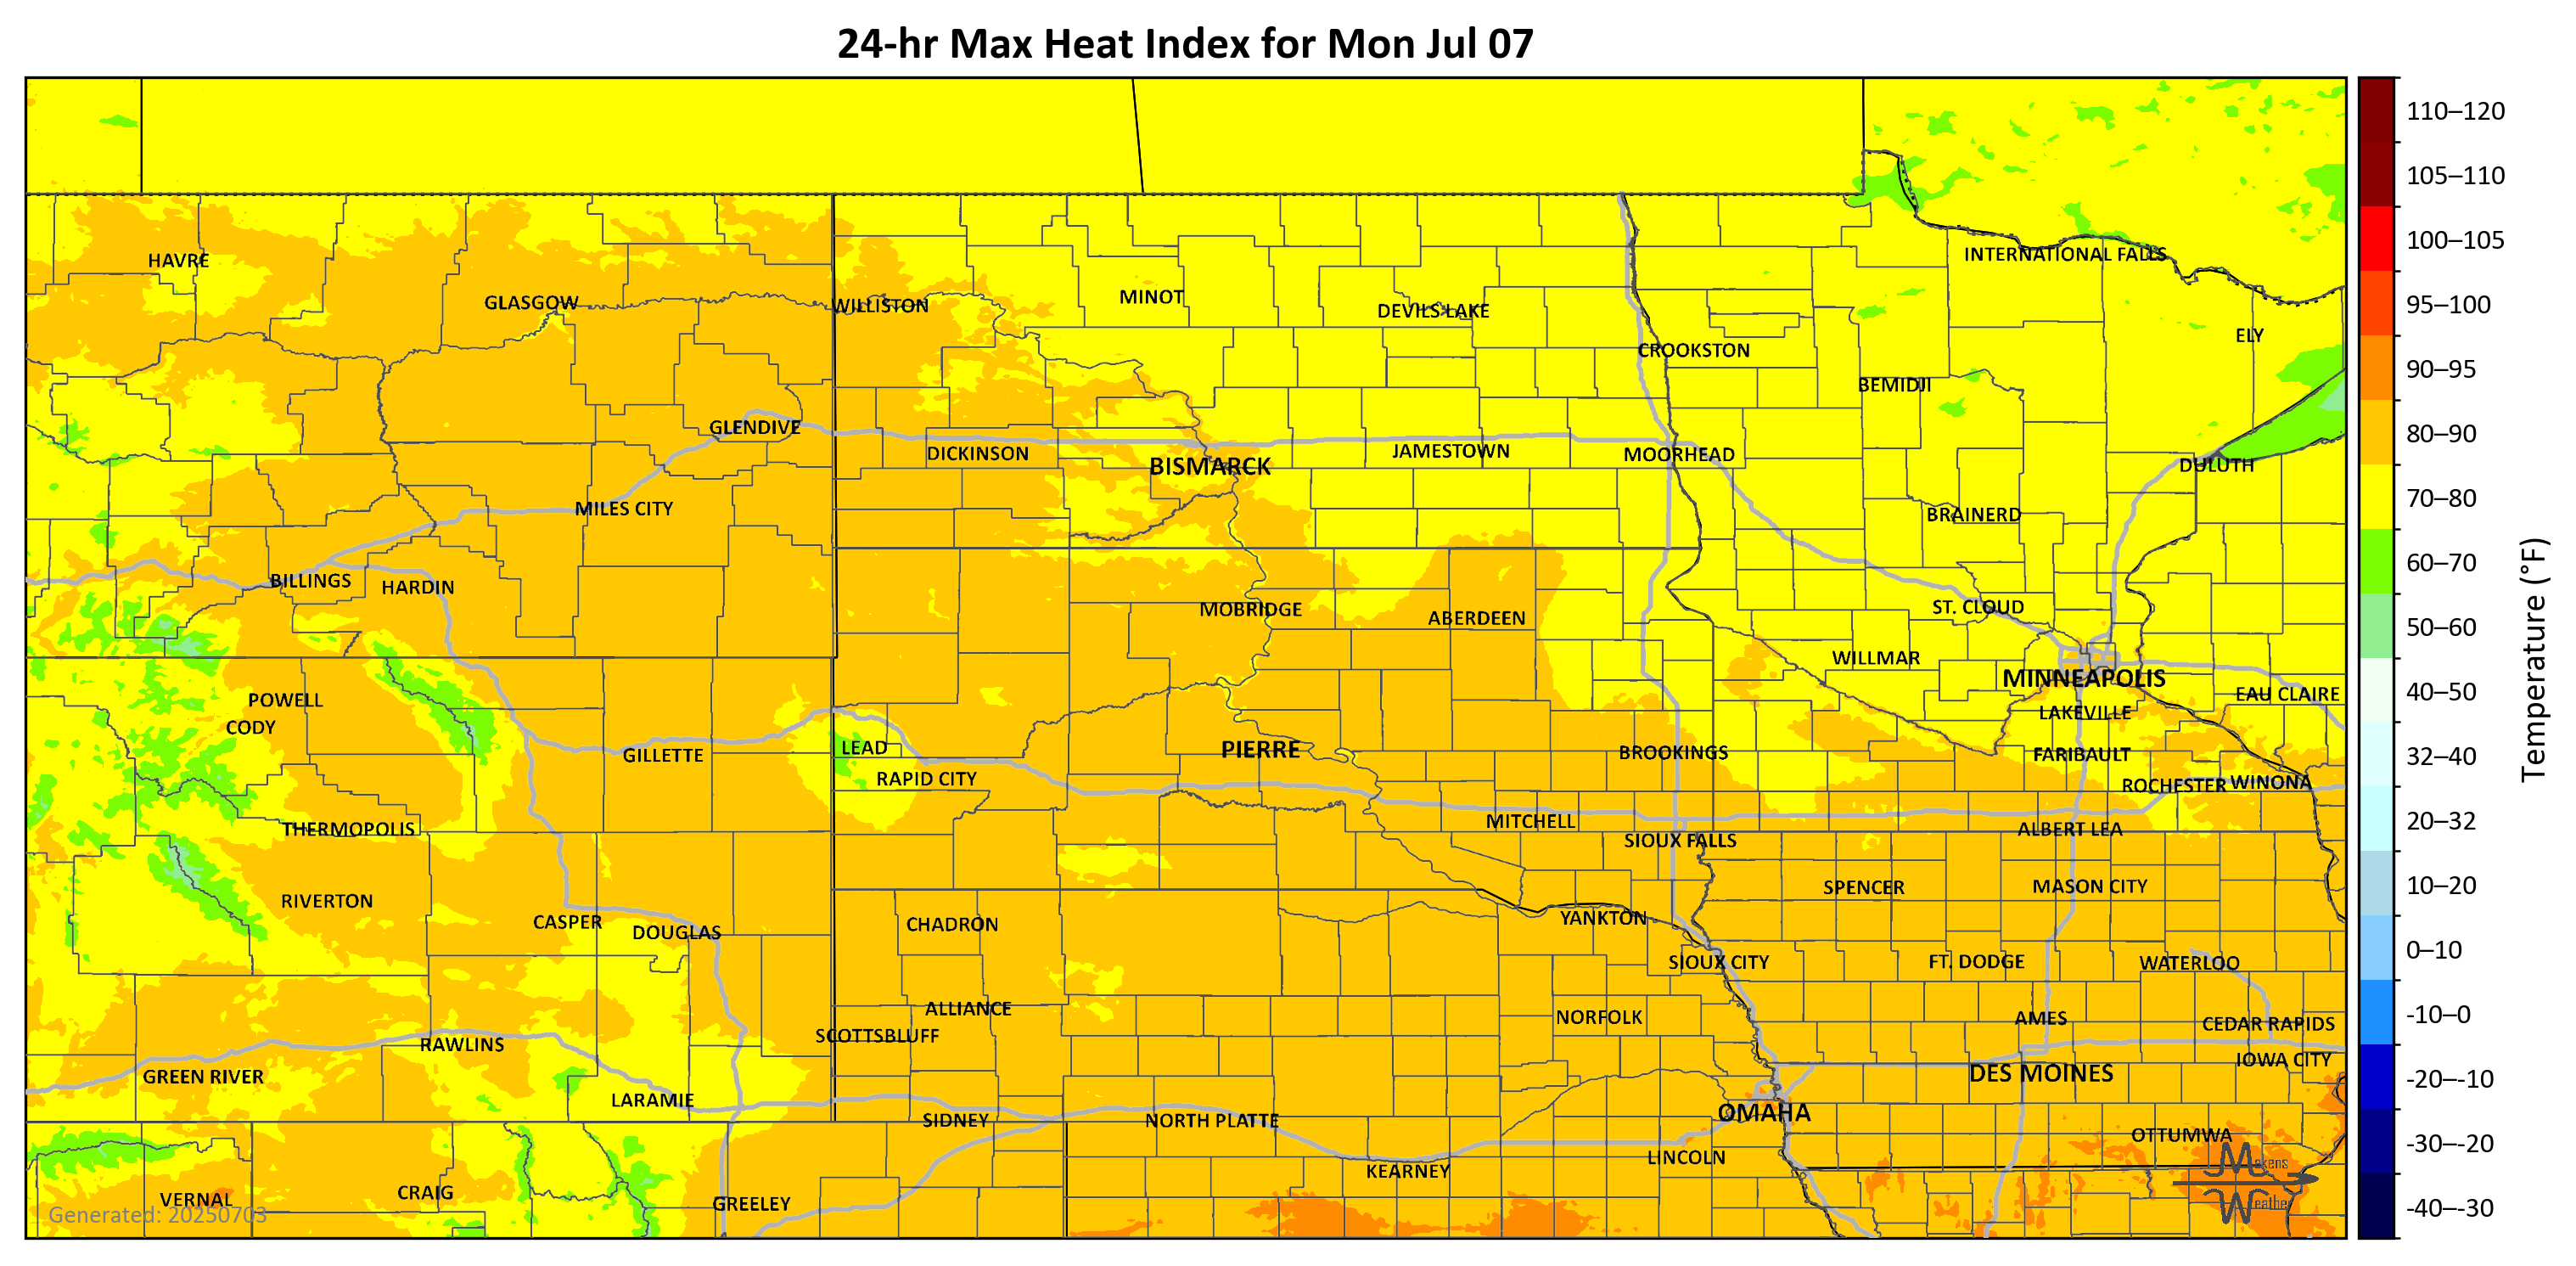 24-hr Max Heat Index for Mon Jul 07
110–120
105–110
100–105
95–100
90–95
80–90
70–80
60–70
50–60
40–50
32–40
20–32
10–20
0–10
-10–0
-20–-10
-30–-20
-40–-30
Temperature (°F)
HAVRE
GLASGOW
WILLISTON
MINOT
DEVILS LAKE
INTERNATIONAL FALLS
ELY
CROOKSTON
BEMIDJI
GLENDIVE
DICKINSON
BISMARCK
JAMESTOWN
MOORHEAD
DULUTH
MILES CITY
BRAINERD
BILLINGS
HARDIN
MOBRIDGE
ABERDEEN
ST. CLOUD
WILLMAR
MINNEAPOLIS
EAU CLAIRE
POWELL
CODY
LAKEVILLE
GILLETTE
LEAD
RAPID CITY
PIERRE
BROOKINGS
FARIBAULT
ROCHESTER
WINONA
THERMOPOLIS
MITCHELL
SIOUX FALLS
ALBERT LEA
RIVERTON
CASPER
DOUGLAS
CHADRON
YANKTON
SPENCER
MASON CITY
SIOUX CITY
FT. DODGE
WATERLOO
ALLIANCE
SCOTTSBLUFF
NORFOLK
AMES
CEDAR RAPIDS
RAWLINS
GREEN RIVER
IOWA CITY
DES MOINES
LARAMIE
SIDNEY
NORTH PLATTE
OMAHA
OTTUMWA
LINCOLN
KEARNEY
VERNAL
CRAIG
GREELEY
Makens
Weather
Generated: 20250703